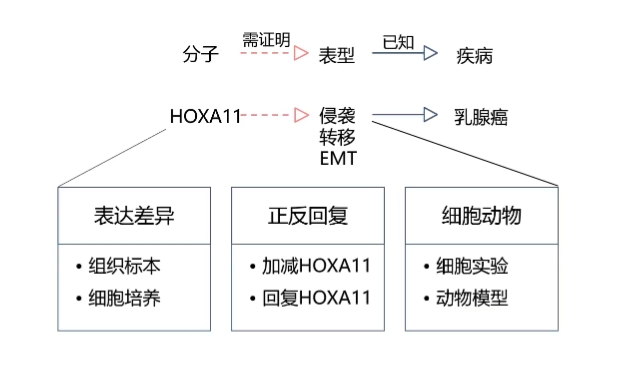 分子 需证明 表型 已知 疾病
HOXA11 侵袭 乳腺癌
转移
EMT
表达差异
• 组织标本
• 细胞培养
正反回复
• 加减HOXA11
• 回复HOXA11
细胞动物
• 细胞实验
• 动物模型